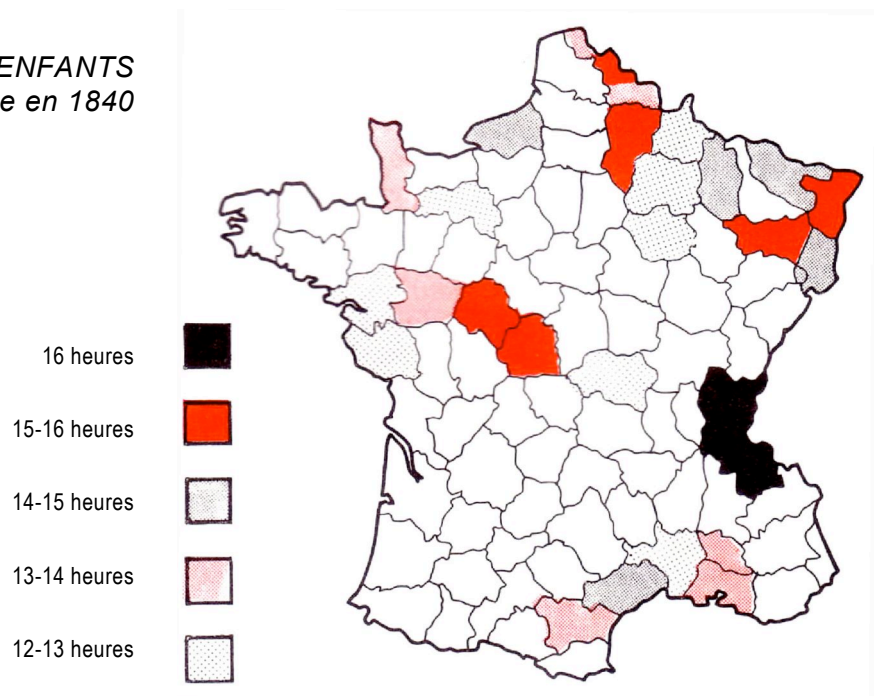 ENFANTS
e en 1840
16 heures
15-16 heures
14-15 heures
13-14 heures
12-13 heures